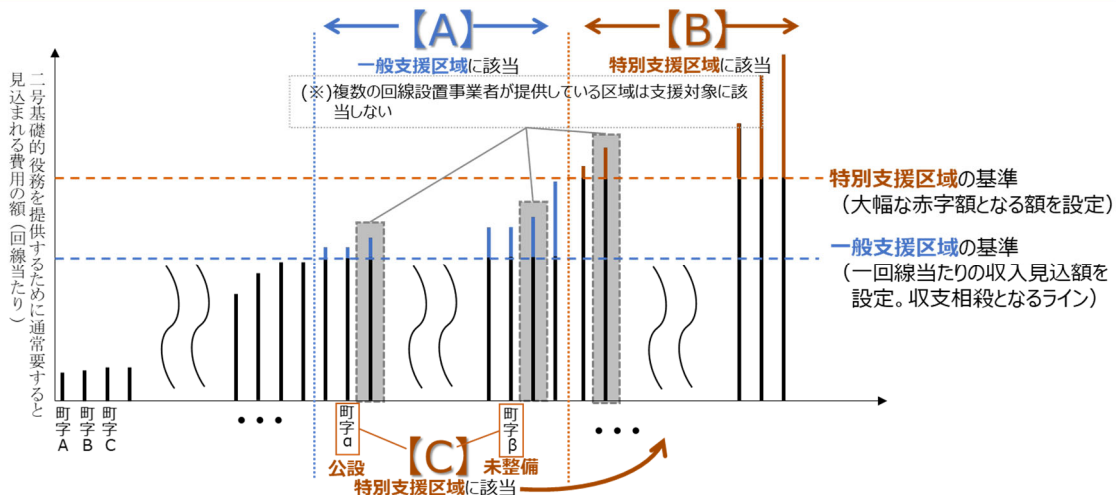 【A】
一般支援区域に該当
【B】
特別支援区域に該当
(※)複数の回線設置事業者が提供している区域は支援対象に該
当しない
二号基礎的役務を提供するために通常要すると
見込まれる費用の額（回線当たり）
特別支援区域の基準
（大幅な赤字額となる額を設定）
一般支援区域の基準
（一回線当たりの収入見込額を
設定。収支相殺となるライン）
町字A
町字B
町字C
・・・
町字α
公設
町字β
未整備
・・・
【C】
特別支援区域に該当